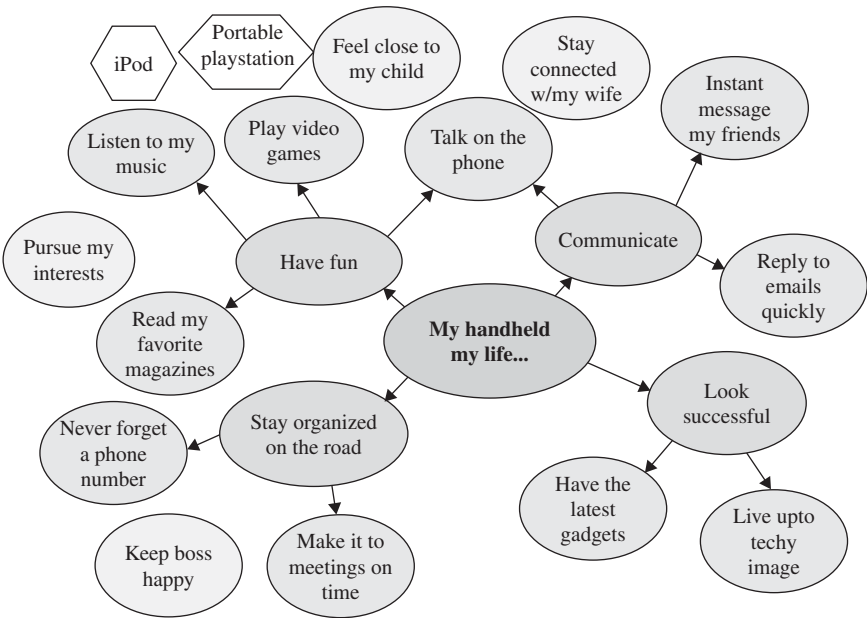 iPod
Portable
playstation
Feel close to
my child
Stay
connected
w/my wife
Instant
message
my friends
Listen to my
music
Play video
games
Talk on the
phone
Pursue my
interests
Have fun
Communicate
Reply to
emails
quickly
Read my
favorite
magazines
My handheld
my life...
Look
successful
Never forget
a phone
number
Stay organized
on the road
Have the
latest
gadgets
Live upto
techy
image
Keep boss
happy
Make it to
meetings on
time